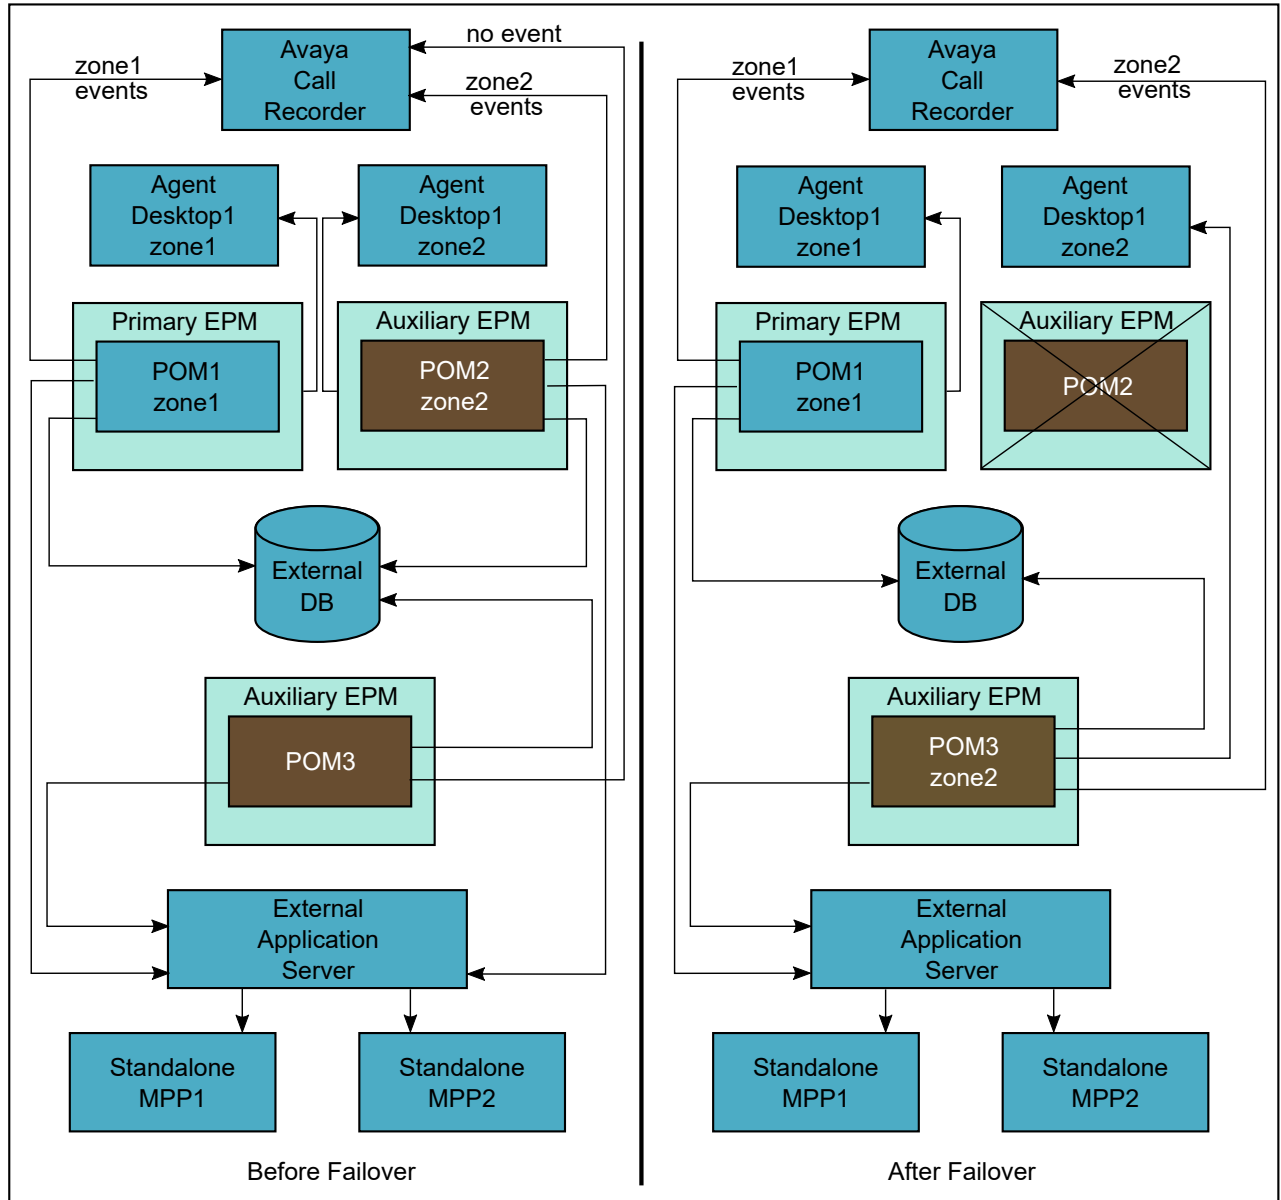 no event
zone1
events
Avaya
Call
Recorder
zone2
events
Agent
Desktop1
zone1
Agent
Desktop1
zone2
Primary EPM
POM1
zone1
Auxiliary EPM
POM2
zone2
External
DB
Auxiliary EPM
POM3
External
Application
Server
Standalone
MPP1
Standalone
MPP2
Before Failover
zone1
events
Avaya
Call
Recorder
zone2
events
Agent
Desktop1
zone1
Agent
Desktop1
zone2
Primary EPM
POM1
zone1
Auxiliary EPM
POM2
External
DB
Auxiliary EPM
POM3
zone2
External
Application
Server
Standalone
MPP1
Standalone
MPP2
After Failover